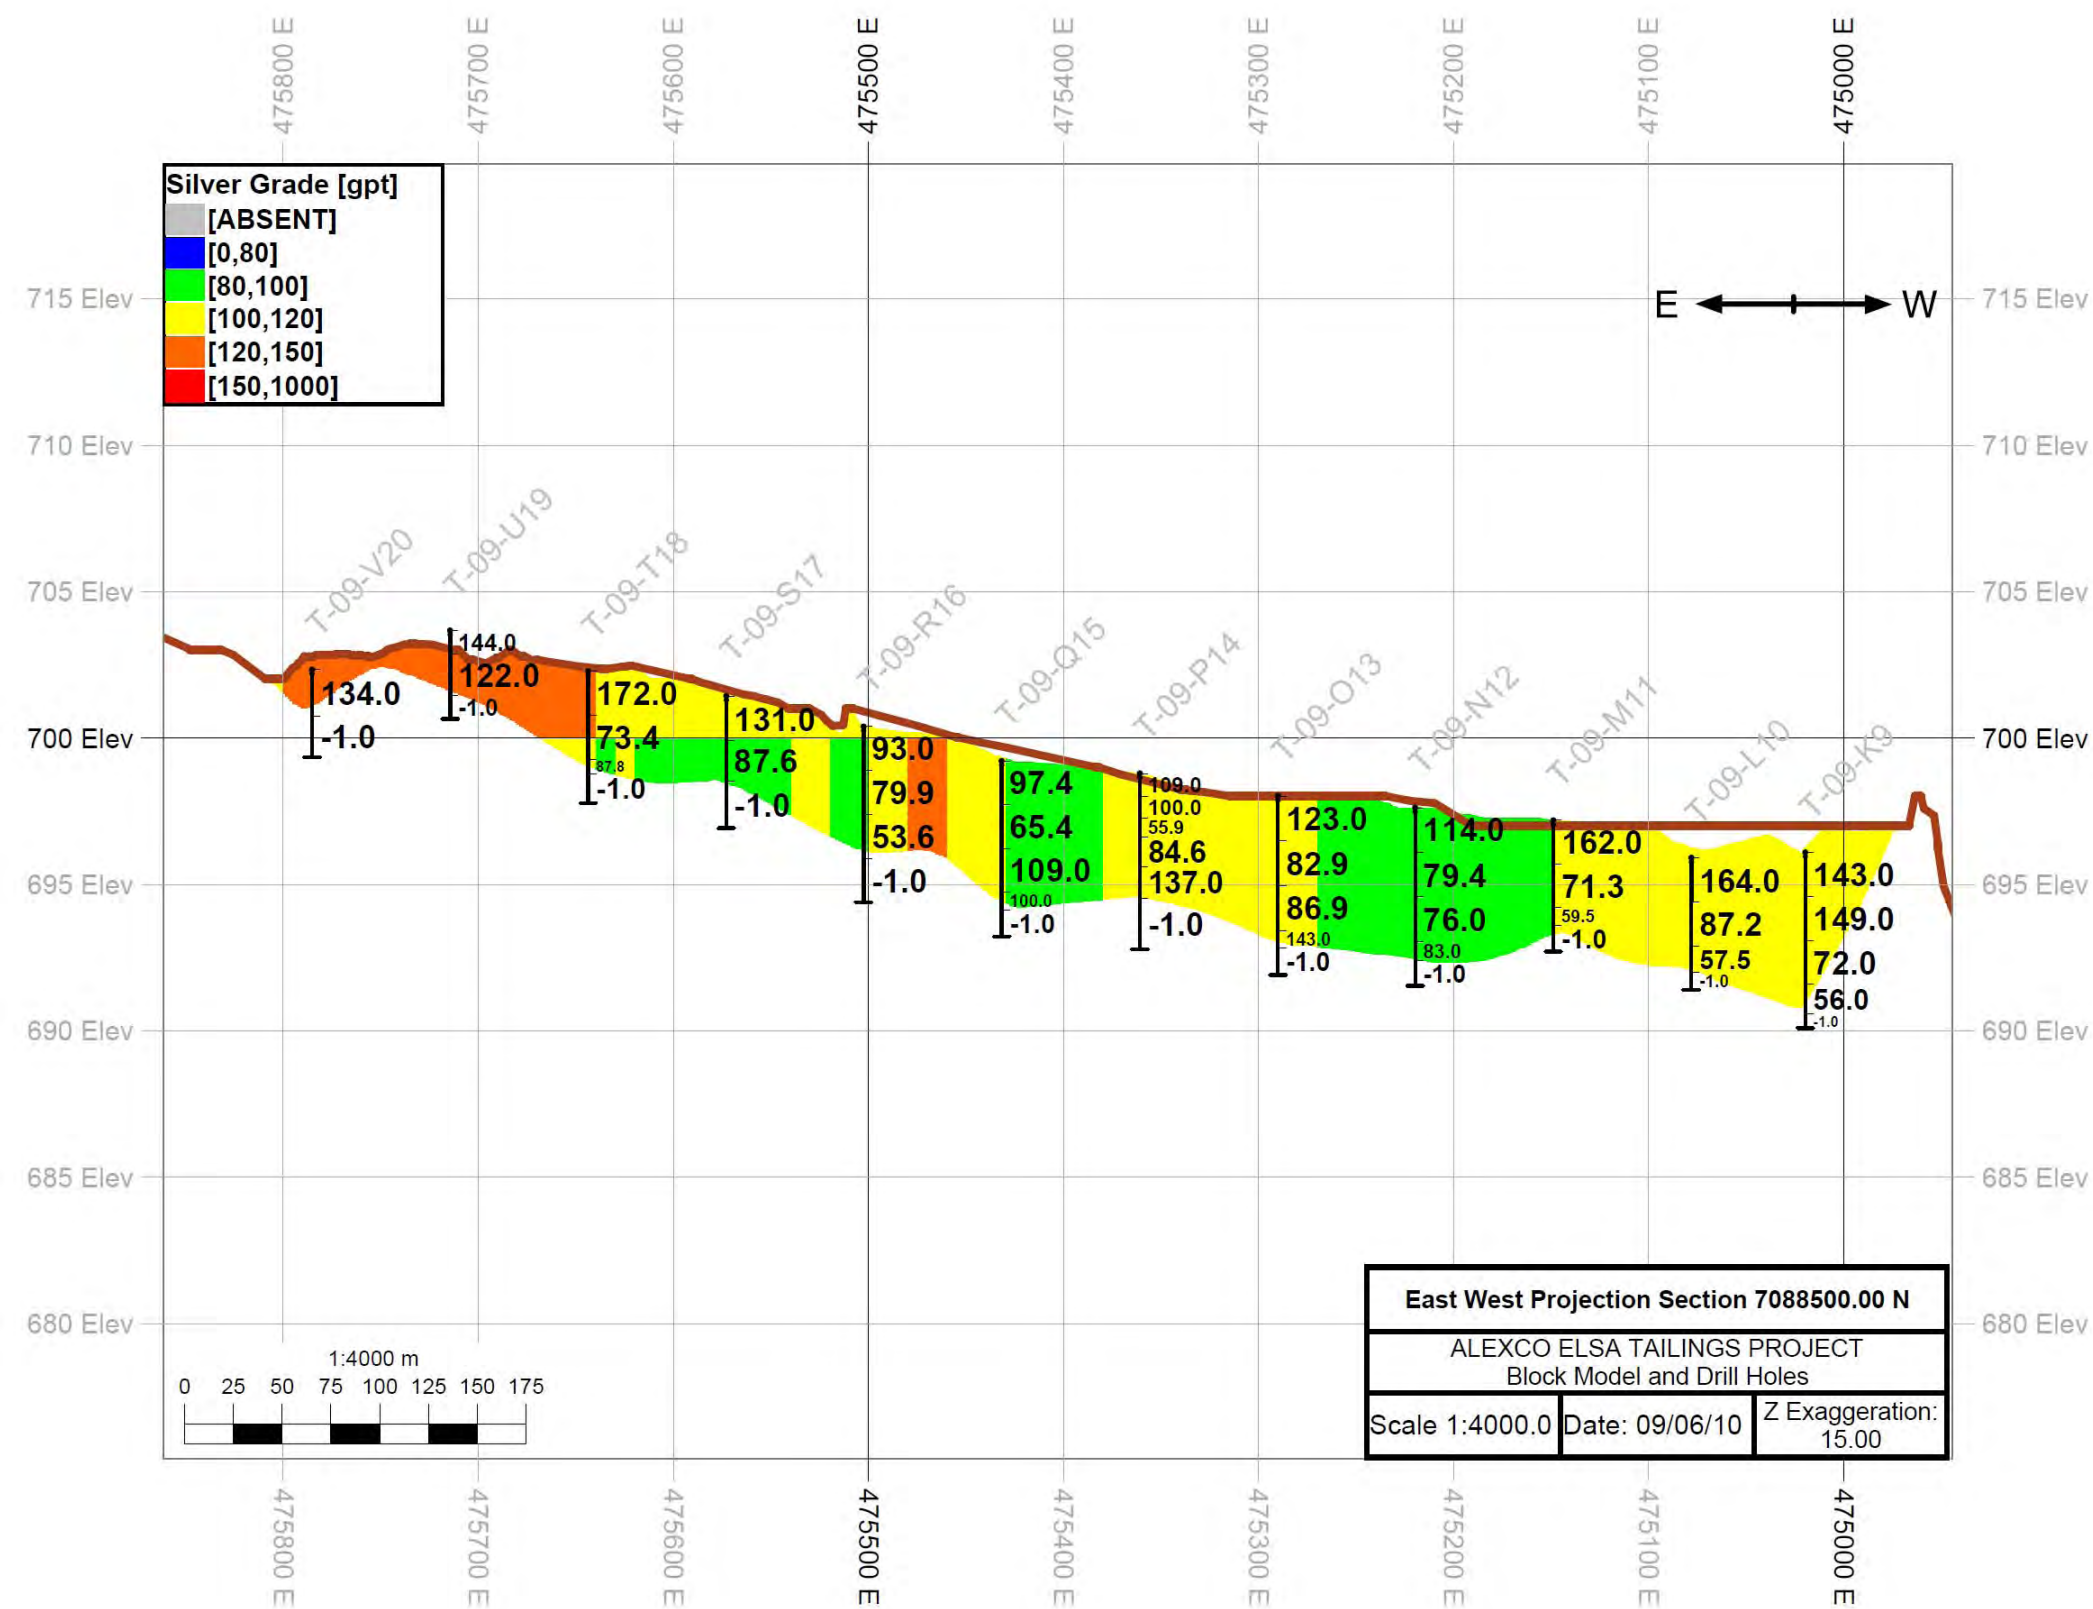 475800 E
475700 E
475600 E
475500 E
475400 E
475300 E
475200 E
475100 E
475000 E
Silver Grade [gpt]
[ABSENT]
[0,80]
[80,100]
[100,120]
[120,150]
[150,1000]
E
W
715 Elev
715 Elev
710 Elev
710 Elev
705 Elev
705 Elev
700 Elev
700 Elev
695 Elev
695 Elev
690 Elev
690 Elev
685 Elev
685 Elev
680 Elev
680 Elev
T-09-V20
134.0
-1.0
T-09-U19
144.0
122.0
-1.0
T-09-T18
172.0
73.4
87.8
-1.0
T-09-S17
131.0
87.6
-1.0
T-09-R16
93.0
79.9
53.6
-1.0
T-09-Q15
97.4
65.4
109.0
100.0
-1.0
T-09-P14
109.0
100.0
55.9
84.6
137.0
-1.0
T-09-O13
123.0
82.9
86.9
143.0
-1.0
T-09-N12
114.0
79.4
76.0
83.0
-1.0
T-09-M11
162.0
71.3
59.5
-1.0
T-09-L10
164.0
87.2
57.5
-1.0
T-09-K9
143.0
149.0
72.0
56.0
-1.0
1:4000 m
0 25 50 75 100 125 150 175
East West Projection Section 7088500.00 N
ALEXCO ELSA TAILINGS PROJECT
Block Model and Drill Holes
Scale 1:4000.0
Date: 09/06/10
Z Exaggeration:
15.00
475800 E
475700 E
475600 E
475500 E
475400 E
475300 E
475200 E
475100 E
475000 E